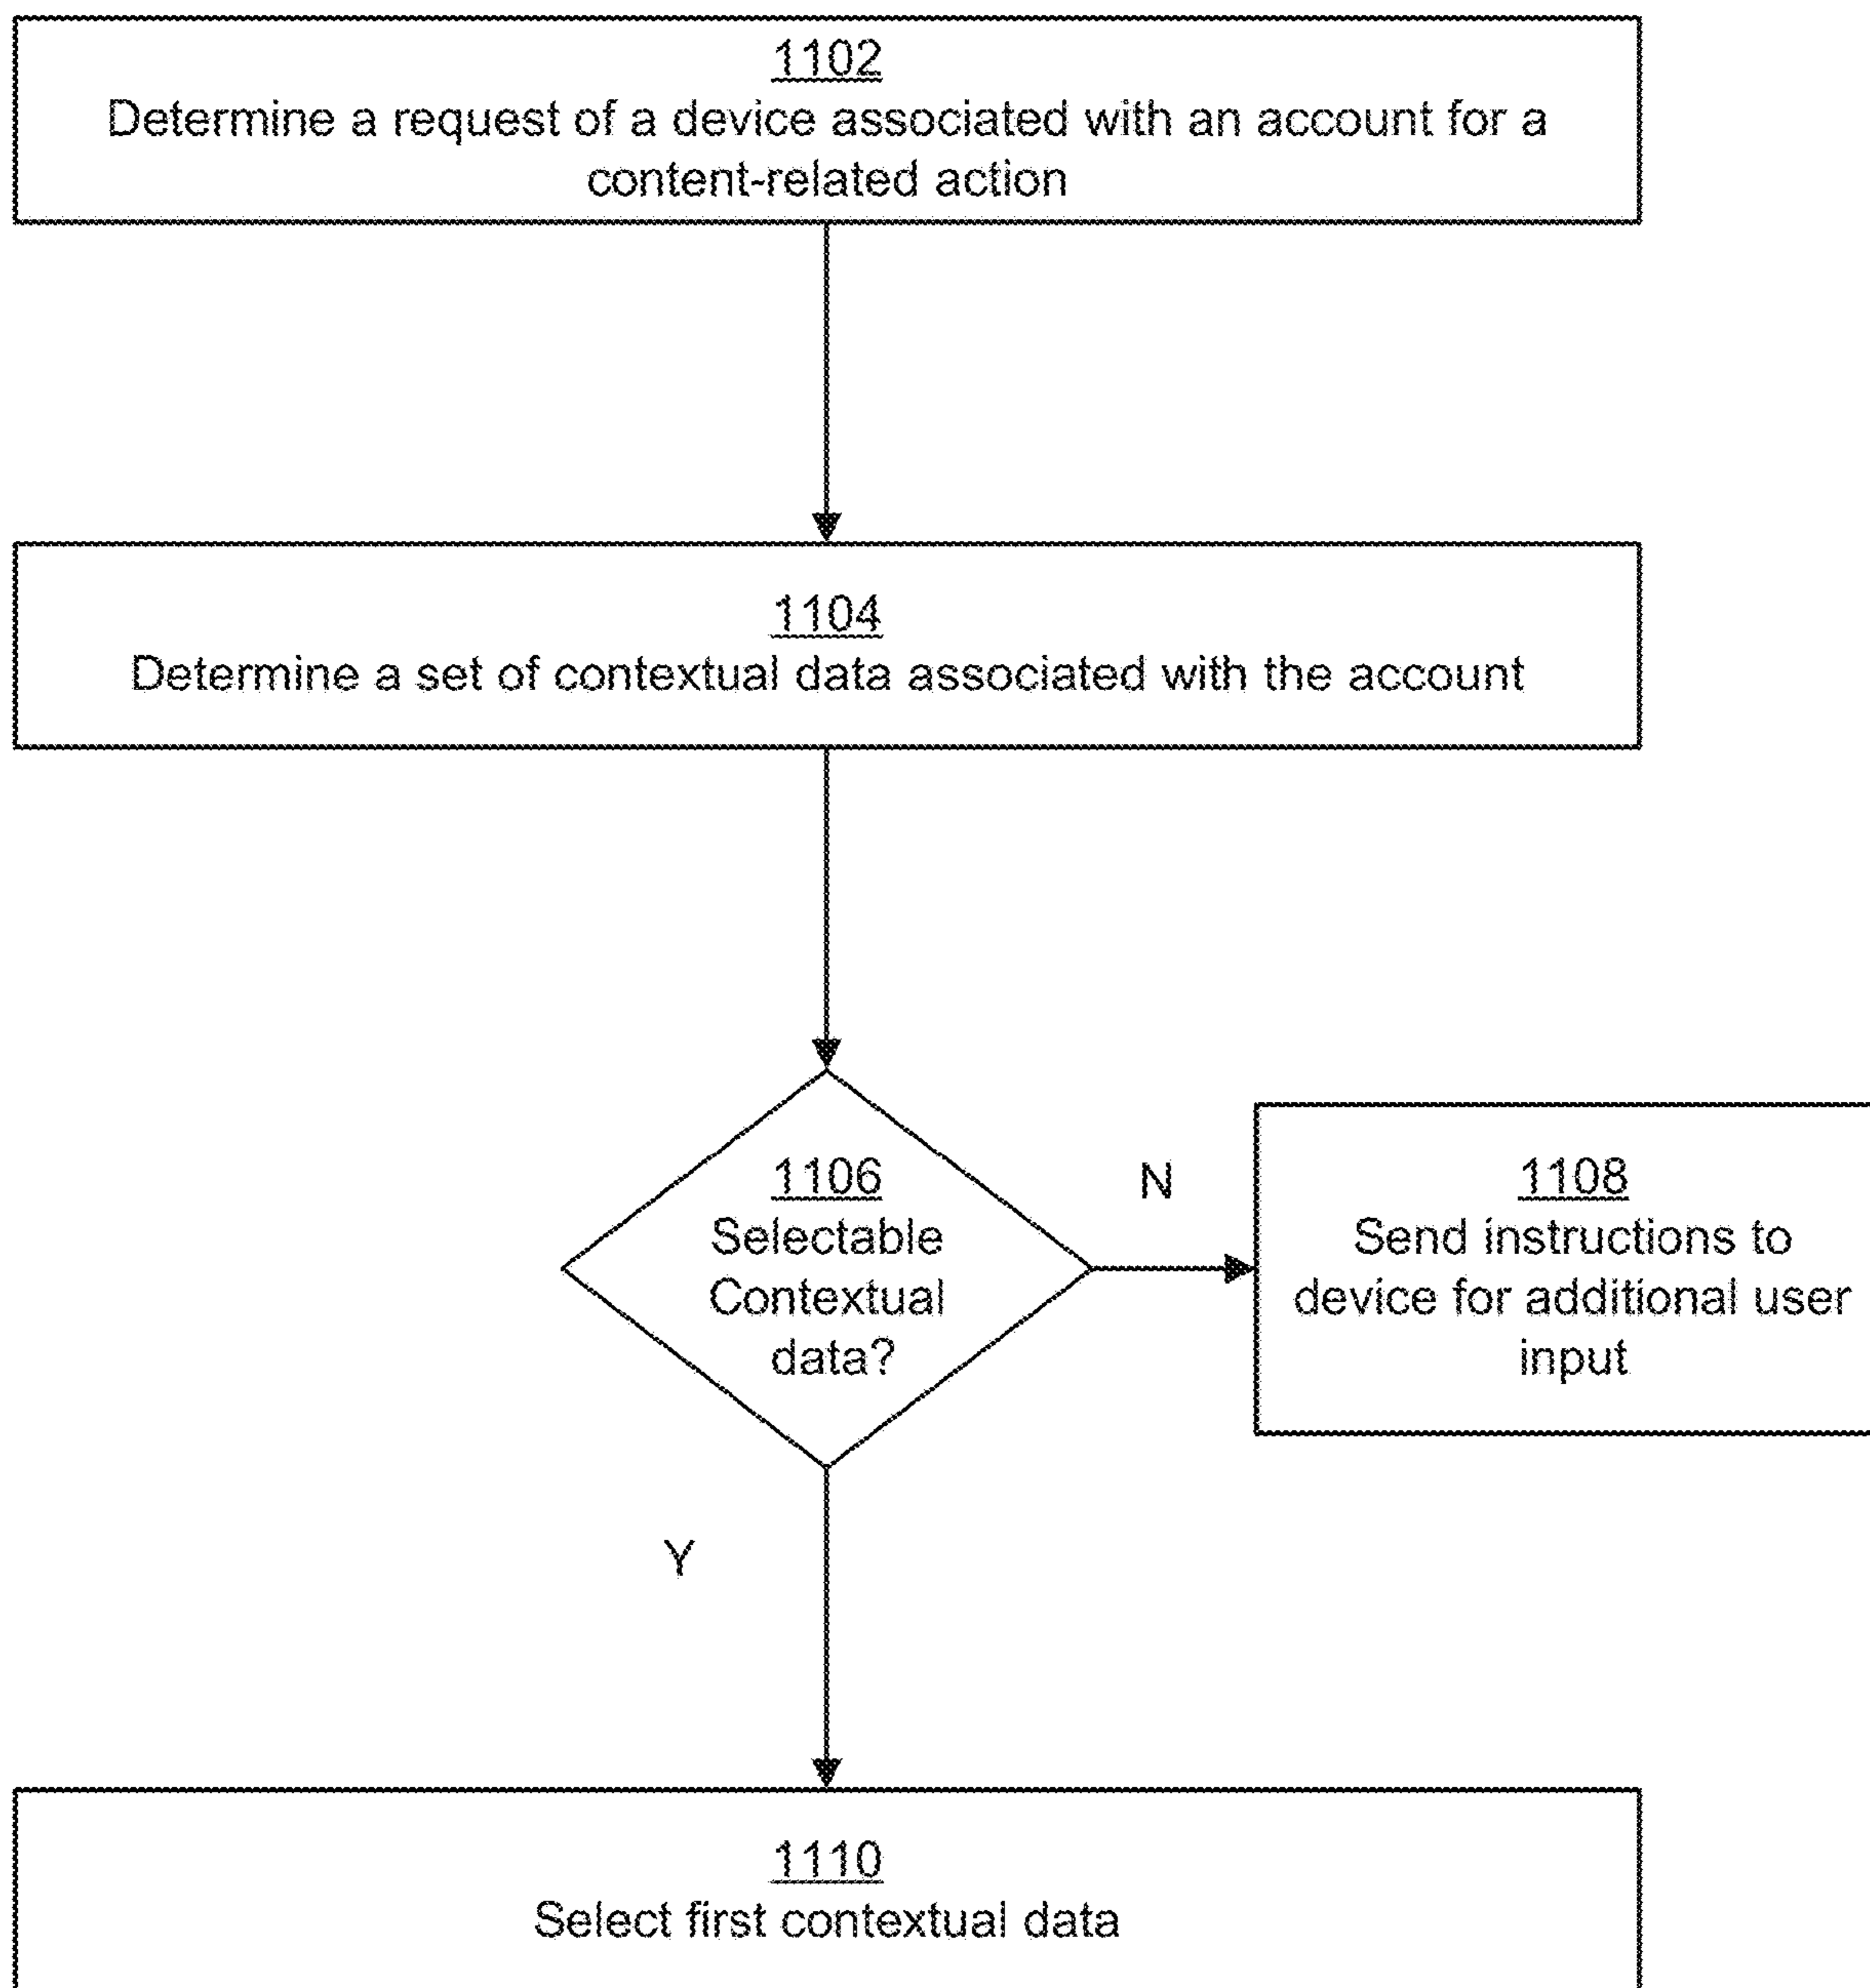 1102
Determine a request of a device associated with an account for a
content-related action
1104
Determine a set of contextual data associated with the account
1106
Selectable
Contextual
data?
N
1108
Send instructions to
device for additional user
input
Y
1110
Select first contextual data